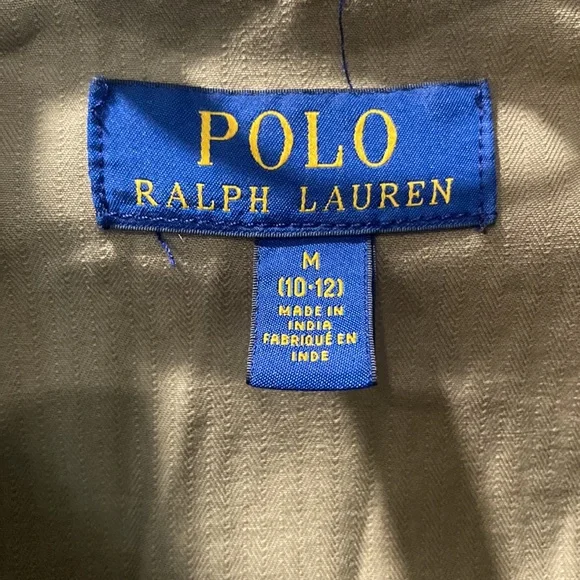 POLO
RALPH LAUREN
M
(10-12)
MADE IN
INDIA
FABRIQUÉ EN
INDE